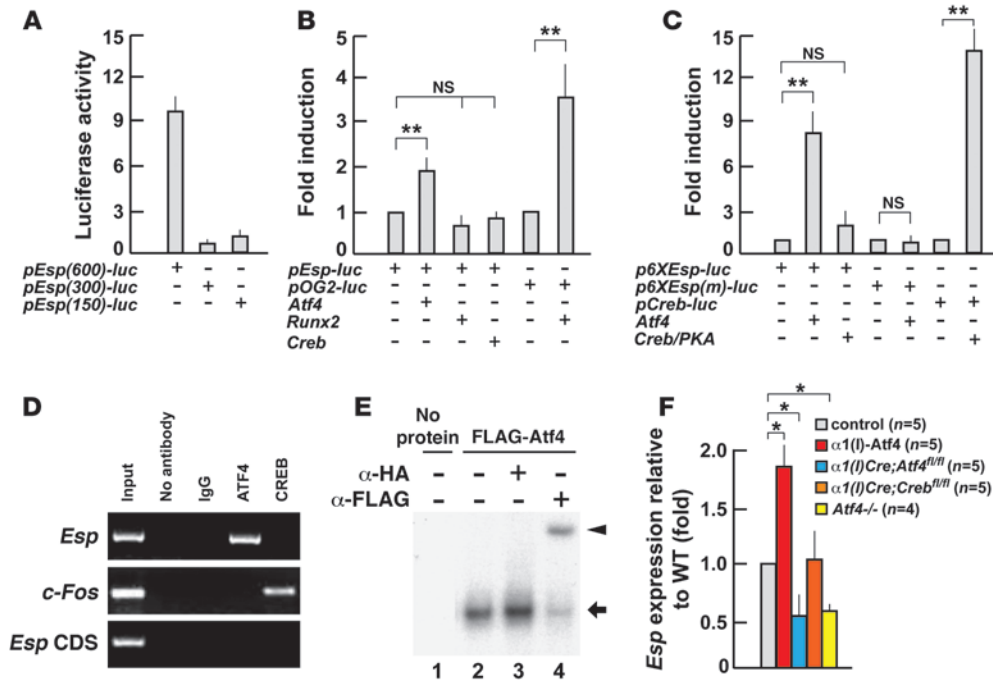 A
Luciferase activity
15
12
9
6
3
0
pEsp(600)-luc + - -
pEsp(300)-luc - + -
pEsp(150)-luc - - +
B
Fold induction
5
4
3
2
1
0
**
NS
**
pEsp-luc + + + + - -
pOG2-luc - - - - + +
Atf4 - + - - - -
Runx2 - - + - - +
Creb - - - + - -
C
Fold induction
15
12
9
6
3
0
**
NS
**
NS
p6XEsp-luc + + + - - - -
p6XEsp(m)-luc - - - + + - -
pCreb-luc - - - - - + +
Atf4 - + - - + - -
Creb/PKA - - + - - - +
D
Input
No antibody
IgG
ATF4
CREB
Esp
c-Fos
Esp CDS
E
No protein
FLAG-Atf4
α-HA - - + -
α-FLAG - - - +
1 2 3 4
F
Esp expression relative
to WT (fold)
2.0
1.5
1.0
0.5
0
*
*
*
control (n=5)
α1(I)-Atf4 (n=5)
α1(I)Cre;Atf4fl/fl (n=5)
α1(I)Cre;Crebfl/fl (n=5)
Atf4-/- (n=4)